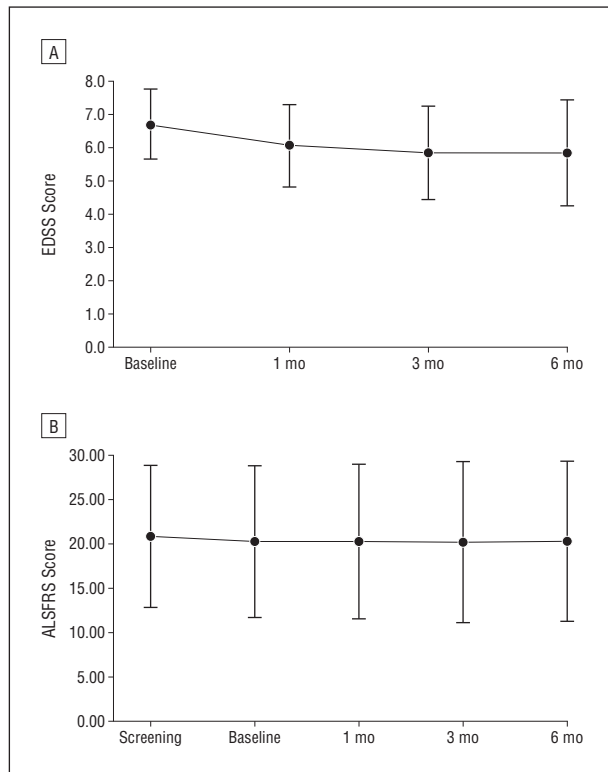 A
8.0
7.0
6.0
5.0
4.0
3.0
2.0
1.0
0.0
EDSS Score
Baseline 1 mo 3 mo 6 mo
B
30.00
25.00
20.00
15.00
10.00
5.00
0.00
ALSFRS Score
Screening Baseline 1 mo 3 mo 6 mo